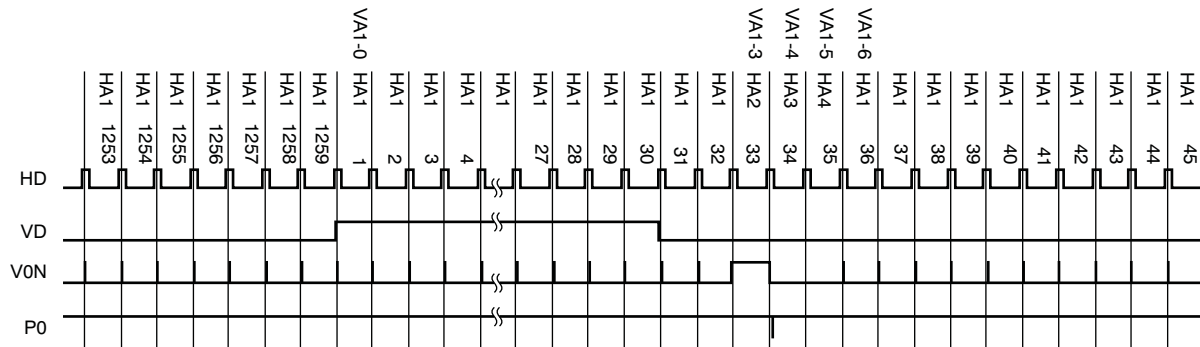 VA1-0 VA1-3 VA1-4 VA1-5 VA1-6
HA1 HA1 HA1 HA1 HA1 HA1 HA1 HA1 HA1 HA1 HA1 HA1 HA1 HA1 HA1 HA1 HA1 HA1 HA2 HA3 HA4 HA1 HA1 HA1 HA1 HA1 HA1 HA1 HA1 HA1 HA1
1253 1254 1255 1256 1257 1258 1259 1 2 3 4 27 28 29 30 31 32 33 34 35 36 37 38 39 40 41 42 43 44 45
HD
VD
V0N
P0